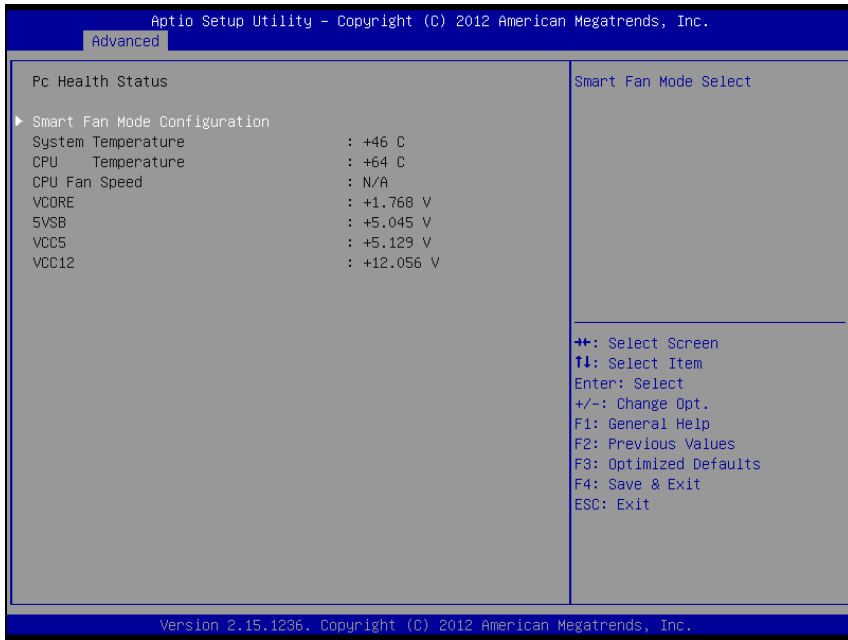 Aptio Setup Utility – Copyright (C) 2012 American Megatrends, Inc.
Advanced
Pc Health Status
Smart Fan Mode Configuration
System Temperature : +46 C
CPU Temperature : +64 C
CPU Fan Speed : N/A
VCORE : +1.768 V
5VSB : +5.045 V
VCC5 : +5.129 V
VCC12 : +12.056 V
Smart Fan Mode Select
→←: Select Screen
↑↓: Select Item
Enter: Select
+/-: Change Opt.
F1: General Help
F2: Previous Values
F3: Optimized Defaults
F4: Save & Exit
ESC: Exit
Version 2.15.1236. Copyright (C) 2012 American Megatrends, Inc.